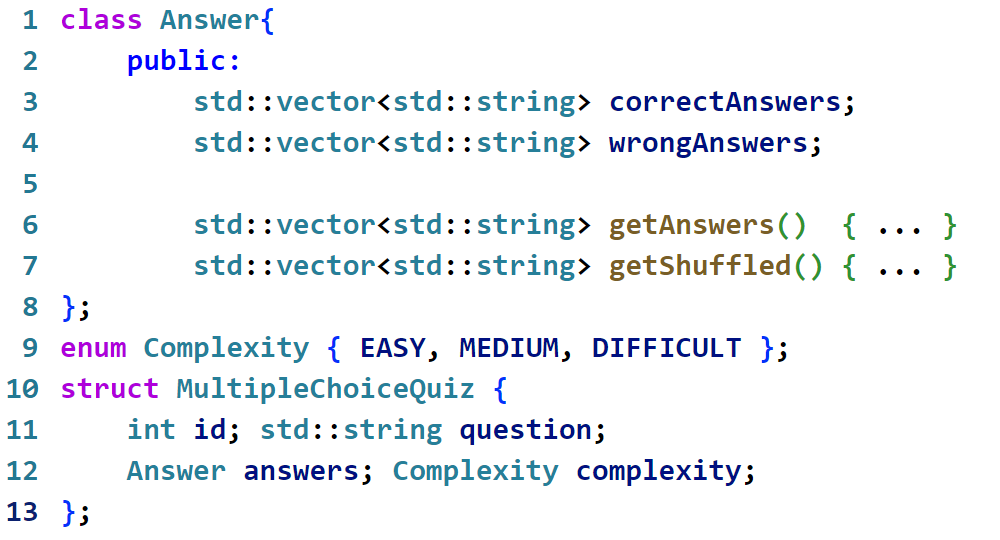 1 class Answer{
2     public:
3         std::vector<std::string> correctAnswers;
4         std::vector<std::string> wrongAnswers;
5
6         std::vector<std::string> getAnswers()  { ... }
7         std::vector<std::string> getShuffled() { ... }
8 };
9 enum Complexity { EASY, MEDIUM, DIFFICULT };
10 struct MultipleChoiceQuiz {
11     int id; std::string question;
12     Answer answers; Complexity complexity;
13 };